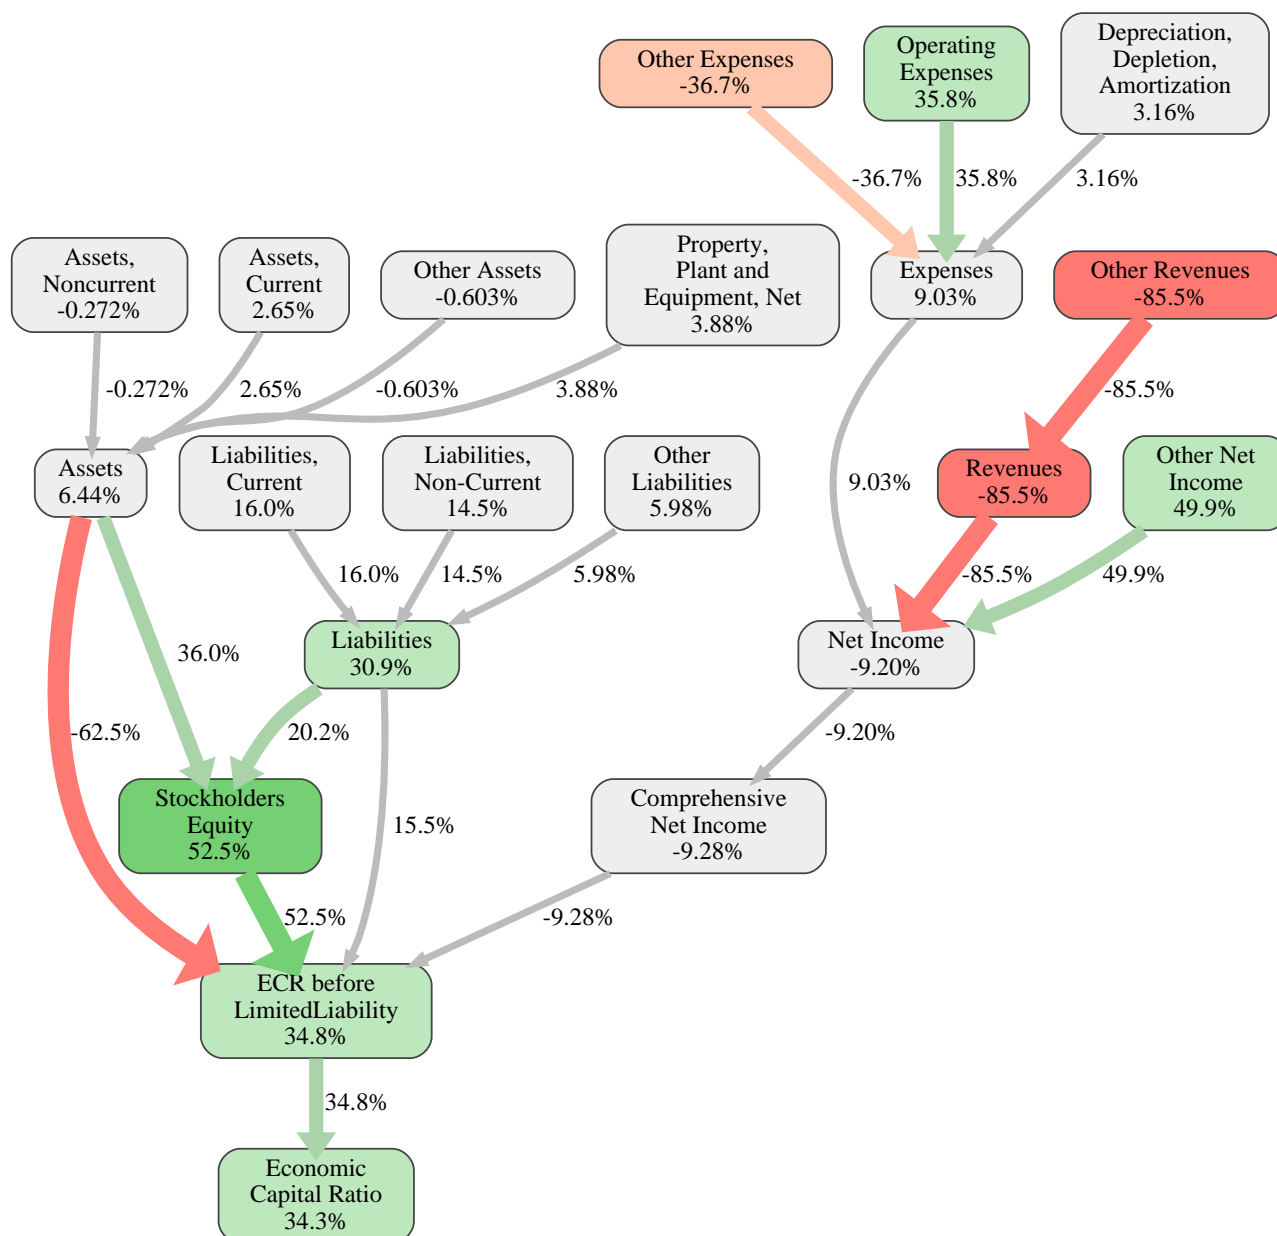 Other Expenses
-36.7%
Operating
Expenses
35.8%
Depreciation,
Depletion,
Amortization
3.16%
-36.7%
35.8%
3.16%
Assets,
Noncurrent
-0.272%
Assets,
Current
2.65%
Other Assets
-0.603%
Property,
Plant and
Equipment, Net
3.88%
Expenses
9.03%
Other Revenues
-85.5%
-0.272%
2.65%
-0.603%
3.88%
-85.5%
Assets
6.44%
Liabilities,
Current
16.0%
Liabilities,
Non-Current
14.5%
Other
Liabilities
5.98%
9.03%
Revenues
-85.5%
Other Net
Income
49.9%
16.0%
14.5%
5.98%
-85.5%
49.9%
36.0%
Liabilities
30.9%
Net Income
-9.20%
-62.5%
20.2%
-9.20%
Stockholders
Equity
52.5%
15.5%
Comprehensive
Net Income
-9.28%
52.5%
-9.28%
ECR before
LimitedLiability
34.8%
34.8%
Economic
Capital Ratio
34.3%